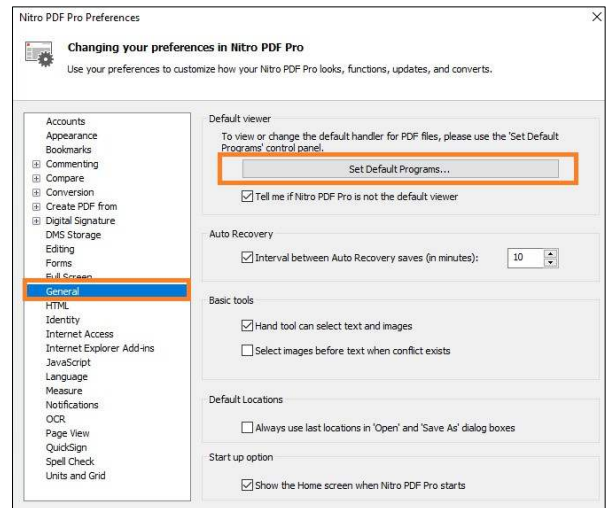 Nitro PDF Pro Preferences
Changing your preferences in Nitro PDF Pro
Use your preferences to customize how your Nitro PDF Pro looks, functions, updates, and converts.
Accounts
Appearance
Bookmarks
Commenting
Compare
Conversion
Create PDF from
Digital Signature
DMS Storage
Editing
Forms
Full Screen
General
HTML
Identity
Internet Access
Internet Explorer Add-ins
JavaScript
Language
Measure
Notifications
OCR
Page View
QuickSign
Spell Check
Units and Grid
Default viewer
To view or change the default handler for PDF files, please use the 'Set Default
Programs' control panel.
Set Default Programs...
Tell me if Nitro PDF Pro is not the default viewer
Auto Recovery
Interval between Auto Recovery saves (in minutes): 10
Basic tools
Hand tool can select text and images
Select images before text when conflict exists
Default Locations
Always use last locations in 'Open' and 'Save As' dialog boxes
Start up option
Show the Home screen when Nitro PDF Pro starts